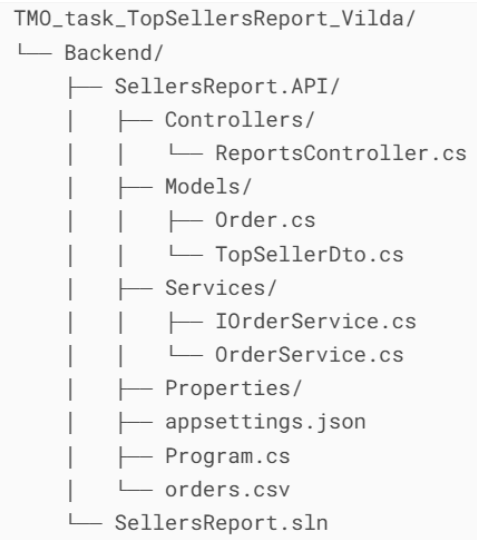 TMO_task_TopSellersReport_Vilda/
└── Backend/
    ├── SellersReport.API/
    │   ├── Controllers/
    │   │   └── ReportsController.cs
    │   ├── Models/
    │   │   ├── Order.cs
    │   │   └── TopSellerDto.cs
    │   ├── Services/
    │   │   ├── IOrderService.cs
    │   │   └── OrderService.cs
    │   ├── Properties/
    │   ├── appsettings.json
    │   ├── Program.cs
    │   └── orders.csv
    └── SellersReport.sln